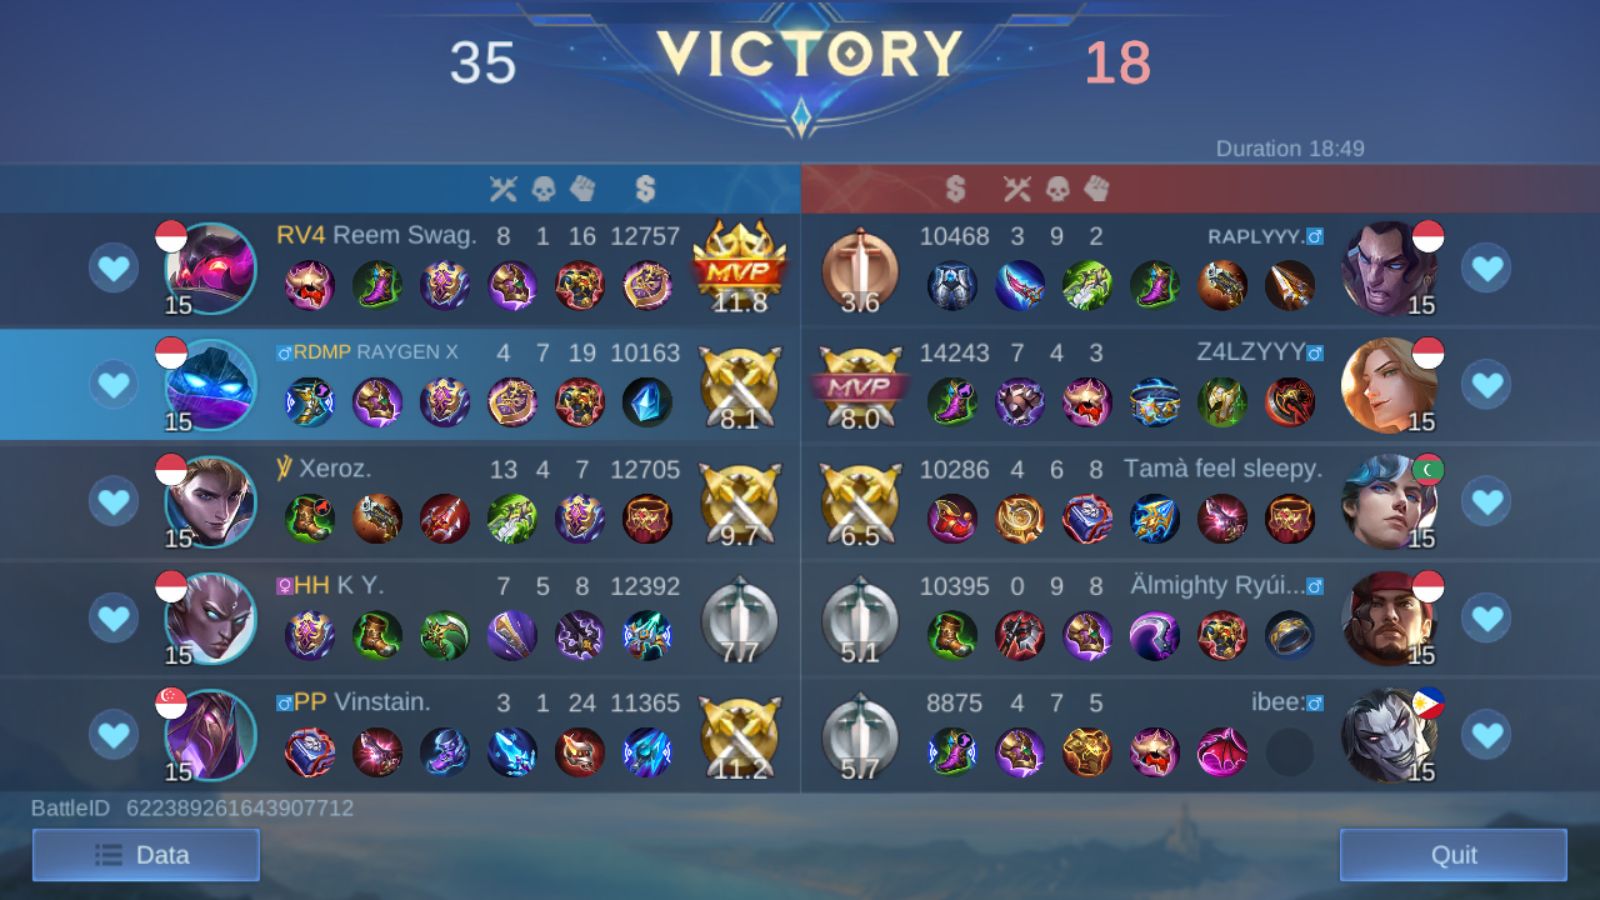 35 VICTORY 18
Duration 18:49
RV4 Reem Swag. 8 1 16 12757 MVP 11.8
15
3.6 10468 3 9 2 RAPLYYY.
15
RDMP RAYGEN X 4 7 19 10163 8.1
15
MVP 8.0 14243 7 4 3 Z4LZYYY
15
Xeroz. 13 4 7 12705 9.7
15
6.5 10286 4 6 8 Tamà feel sleepy.
15
HH K Y. 7 5 8 12392 7.7
15
5.1 10395 0 9 8 Älmighty Ryúi...
15
PP Vinstain. 3 1 24 11365 11.2
15
5.7 8875 4 7 5 ibee:
15
BattleID 622389261643907712
Data
Quit